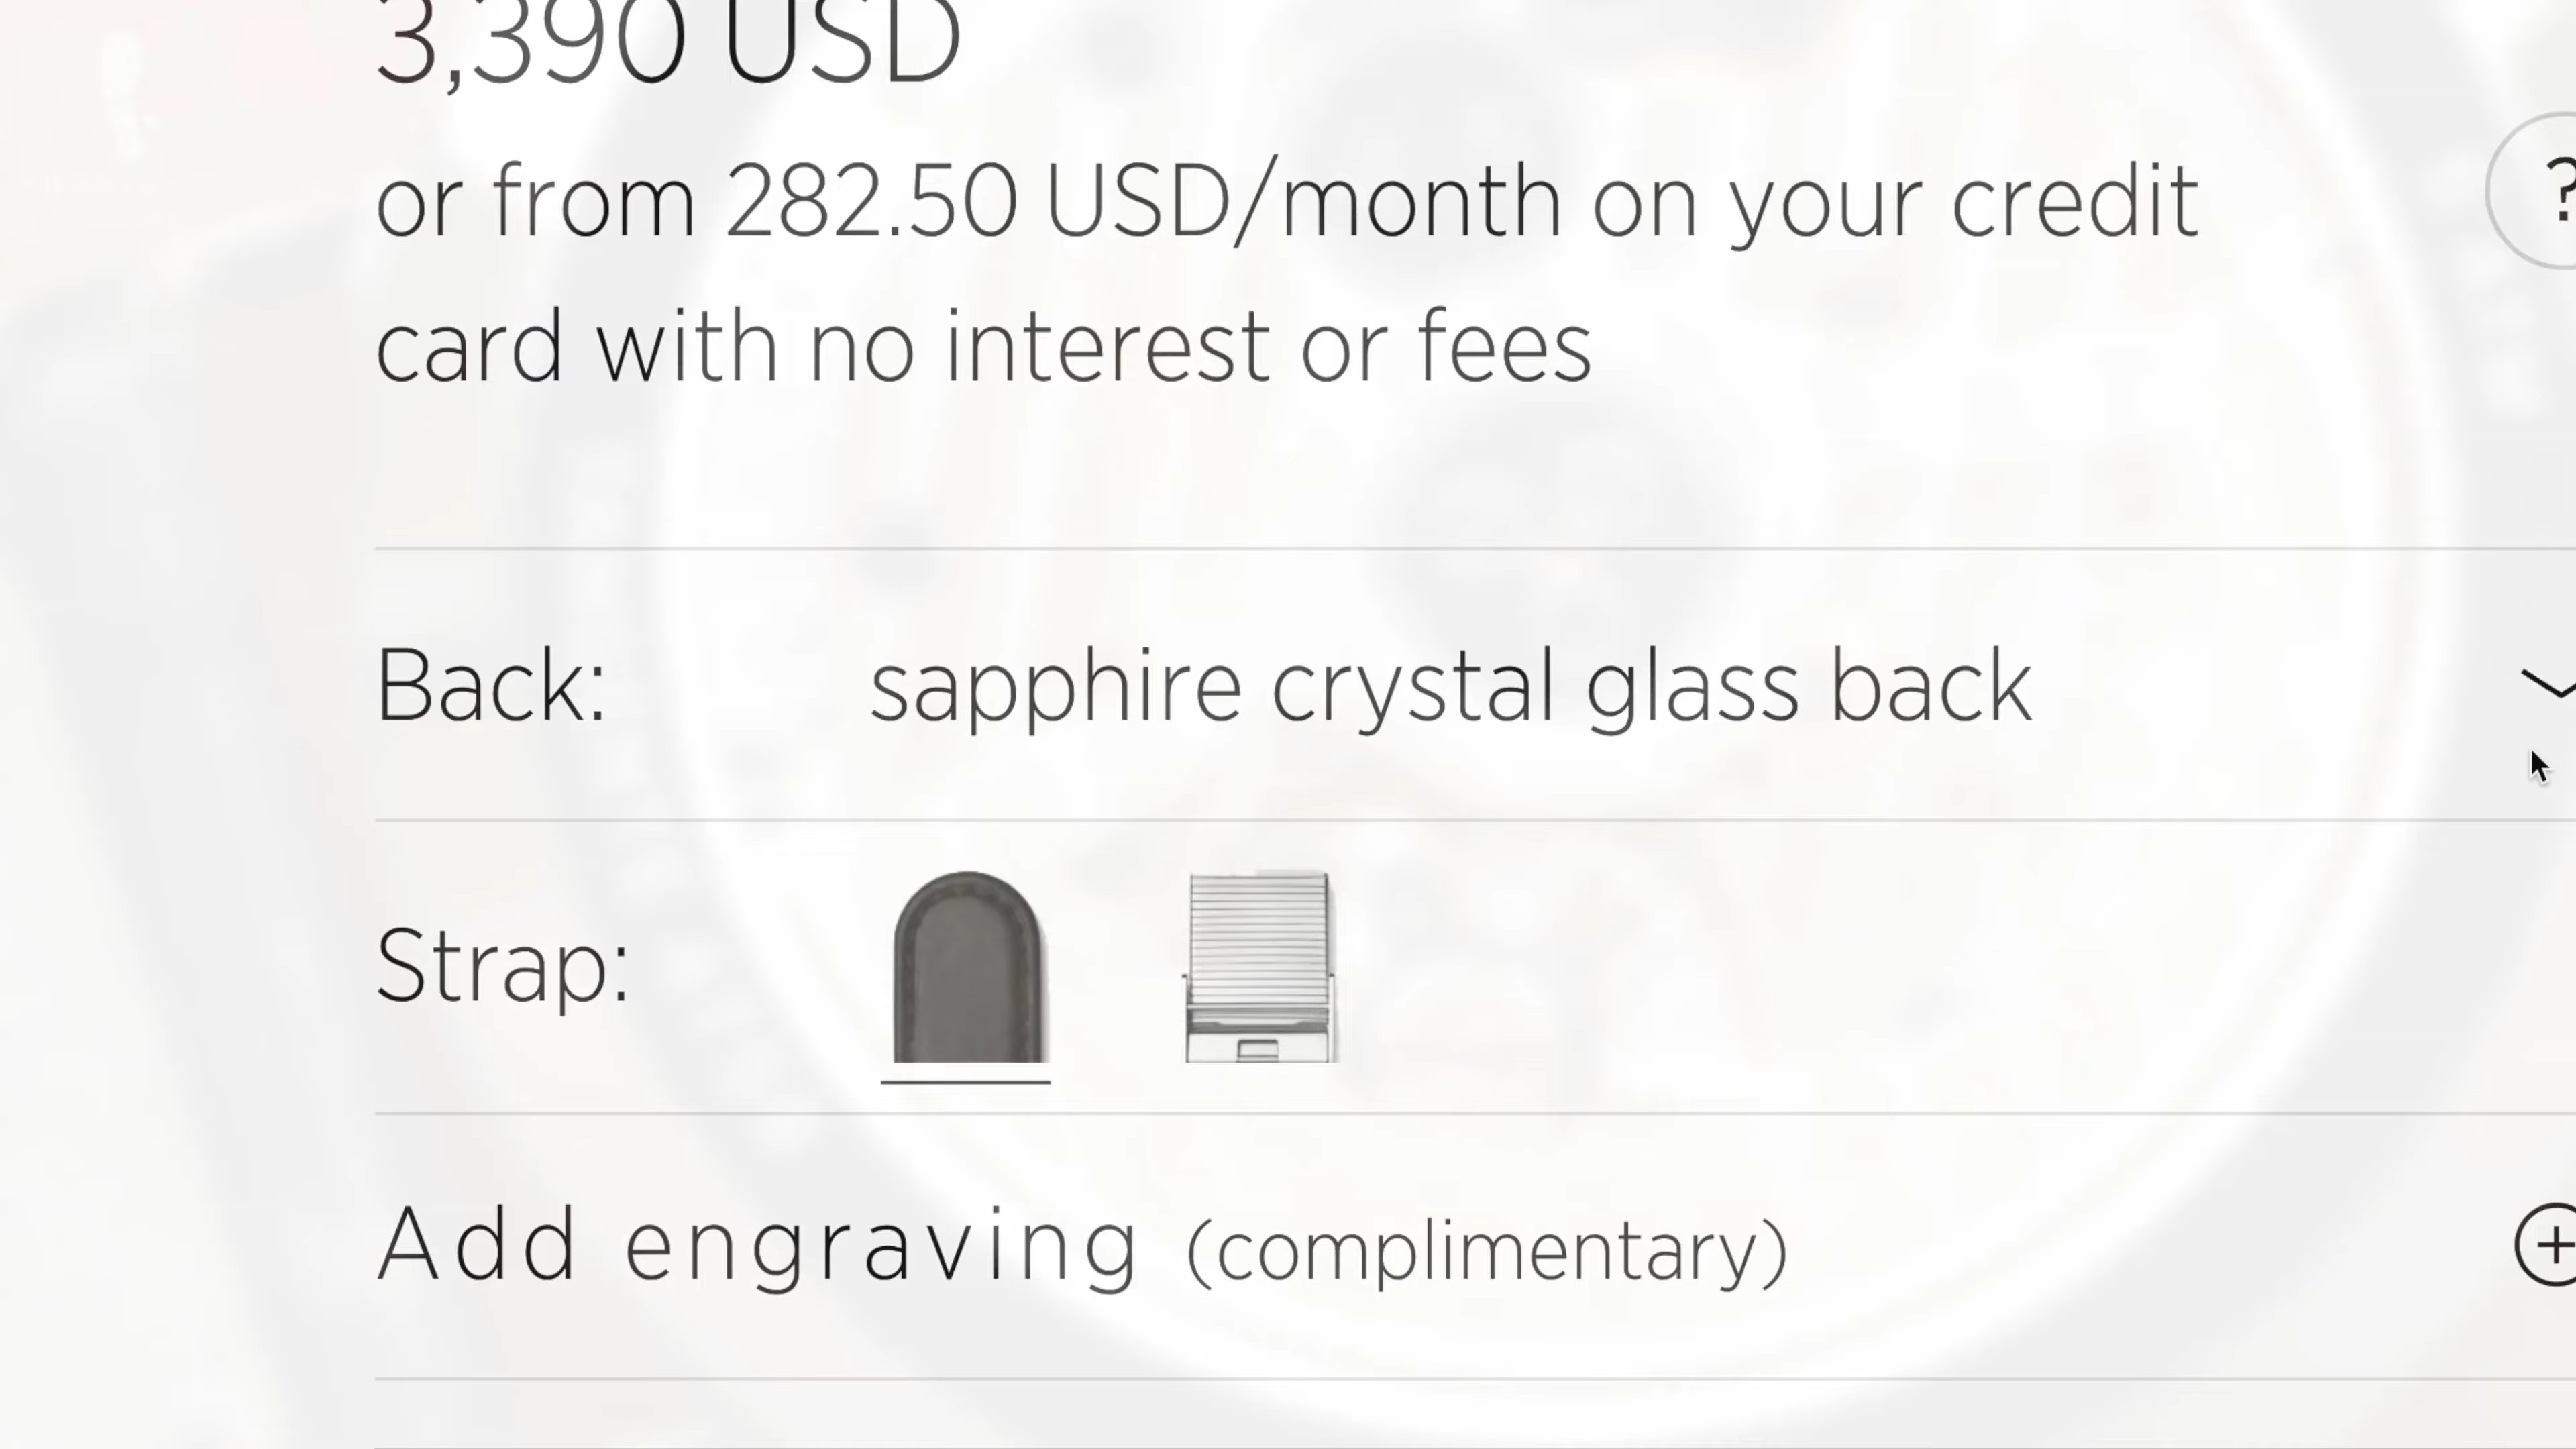 3,390 USD
or from 282.50 USD/month on your credit
?
card with no interest or fees
Back: sapphire crystal glass back
Strap:
Add engraving (complimentary)